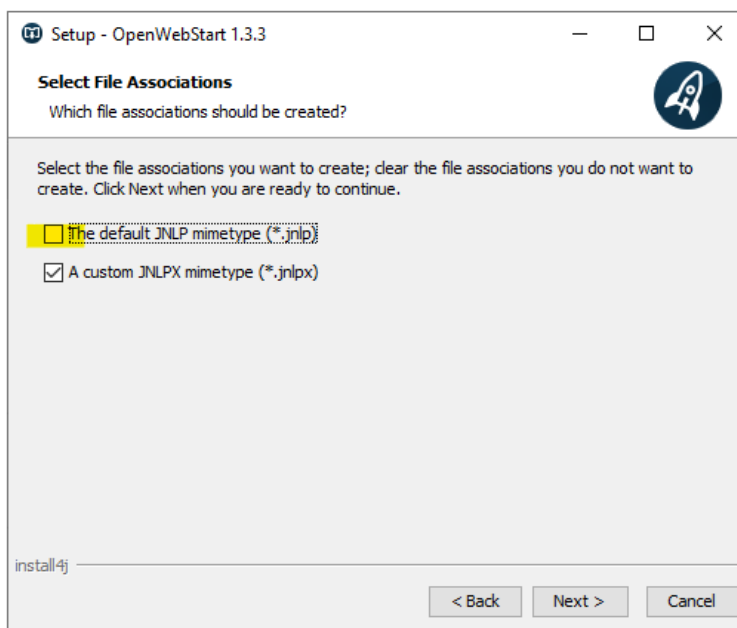 Setup - OpenWebStart 1.3.3
Select File Associations
Which file associations should be created?
Select the file associations you want to create; clear the file associations you do not want to
create. Click Next when you are ready to continue.
The default JNLP mimetype (*.jnlp)
A custom JNLPX mimetype (*.jnlpx)
install4j
< Back
Next >
Cancel